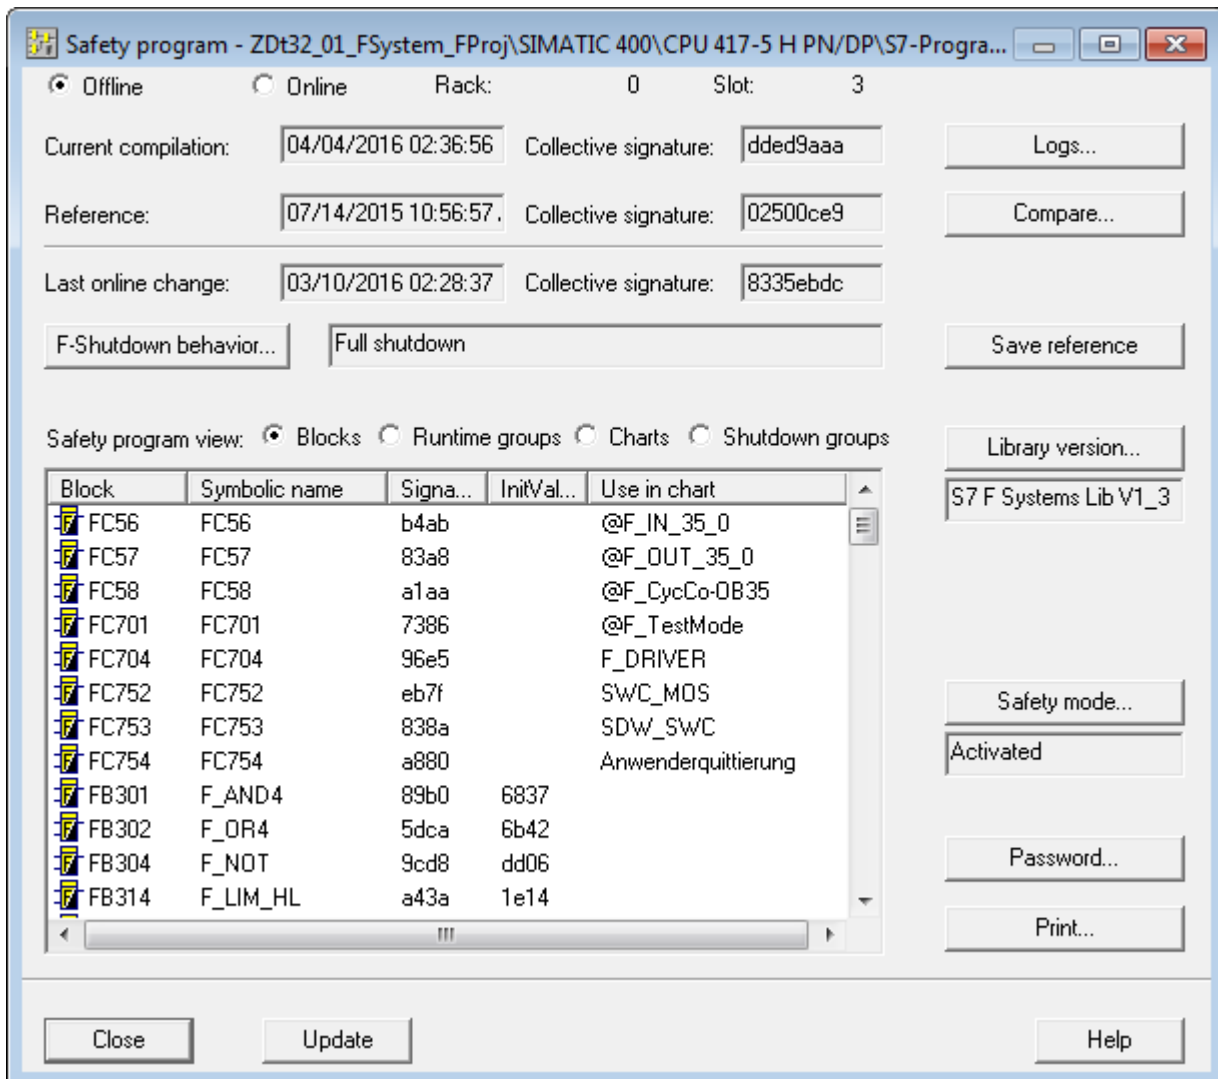 Safety program - ZDt32_01_FSystem_FProj\SIMATIC 400\CPU 417-5 H PN/DP\S7-Progra...
Offline Online Rack: 0 Slot: 3
Current compilation: 04/04/2016 02:36:56 Collective signature: dded9aaa Logs...
Reference: 07/14/2015 10:56:57. Collective signature: 02500ce9 Compare...
Last online change: 03/10/2016 02:28:37 Collective signature: 8335ebdc
F-Shutdown behavior... Full shutdown Save reference
Safety program view: Blocks Runtime groups Charts Shutdown groups Library version...
Block Symbolic name Signa... InitVal... Use in chart
S7 F Systems Lib V1_3
FC56 FC56 b4ab @F_IN_35_0
FC57 FC57 83a8 @F_OUT_35_0
FC58 FC58 a1aa @F_CycCo-OB35
FC701 FC701 7386 @F_TestMode
FC704 FC704 96e5 F_DRIVER
FC752 FC752 eb7f SWC_MOS
Safety mode...
FC753 FC753 838a SDW_SWC
FC754 FC754 a880 Anwenderquittierung
Activated
FB301 F_AND4 89b0 6837
FB302 F_OR4 5dca 6b42
FB304 F_NOT 9cd8 dd06
Password...
FB314 F_LIM_HL a43a 1e14
Print...
Close Update Help